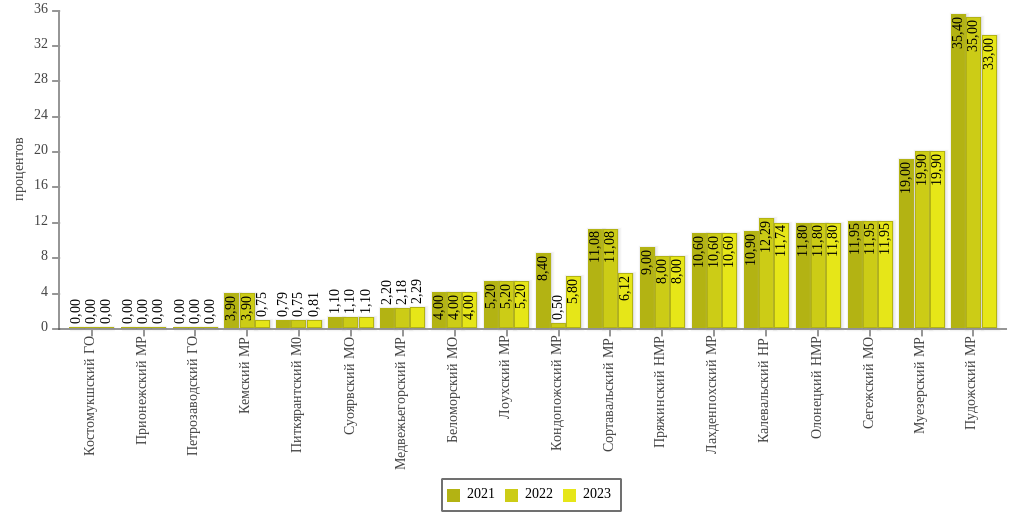 процентов
36
32
28
24
20
16
12
8
4
0
0,00 0,00 0,00
0,00 0,00 0,00
0,00 0,00 0,00
3,90 3,90 0,75
0,79 0,75 0,81
1,10 1,10 1,10
2,20 2,18 2,29
4,00 4,00 4,00
5,20 5,20 5,20
8,40 0,50 5,80
11,08 11,08 6,12
9,00 8,00 8,00
10,60 10,60 10,60
10,90 12,29 11,74
11,80 11,80 11,80
11,95 11,95 11,95
19,00 19,90 19,90
35,40 35,00 33,00
Костомукшский ГО
Прионежский МР
Петрозаводский ГО
Кемский МР
Питкярантский М0
Суоярвский МО
Медвежьегорский МР
Беломорский МО
Лоухский МР
Кондопожский МР
Сортавальский МР
Пряжинский НМР
Лахденпохский МР
Калевальский НР
Олонецкий НМР
Сегежский МО
Муезерский МР
Пудожский МР
2021 2022 2023